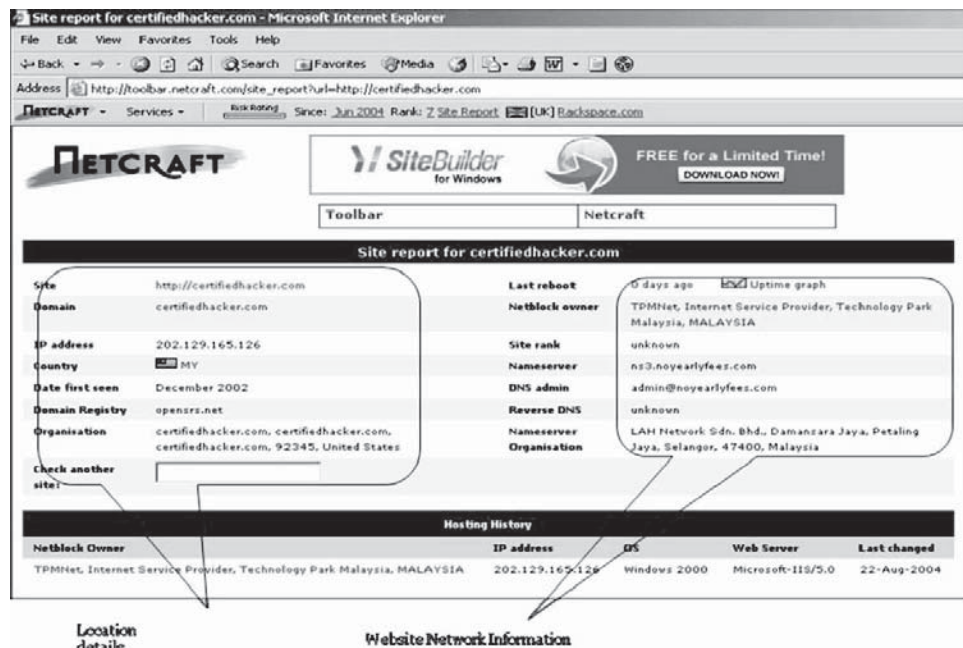 Site report for certifiedhacker.com - Microsoft Internet Explorer
File Edit View Favorites Tools Help
Back Search Favorites Media
Address http://toolbar.netcraft.com/site_report?url=http://certifiedhacker.com
NETCRAFT Services Risk Rating Since: Jun 2004 Rank: 7 Site Report [UK] Rackspace.com
NETCRAFT
Y! SiteBuilder for Windows
FREE for a Limited Time!
DOWNLOAD NOW!
Toolbar Netcraft
Site report for certifiedhacker.com
Site http://certifiedhacker.com Last reboot 0 days ago Uptime graph
Domain certifiedhacker.com Netblock owner TPMNet, Internet Service Provider, Technology Park
Malaysia, MALAYSIA
IP address 202.129.165.126 Site rank unknown
Country MY Nameserver ns3.noyearlyfees.com
Date first seen December 2002 DNS admin admin@noyearlyfees.com
Domain Registry opensrs.net Reverse DNS unknown
Organisation certifiedhacker.com, certifiedhacker.com, Nameserver LAH Network Sdn. Bhd., Damansara Jaya, Petaling
certifiedhacker.com, 92345, United States Organisation Jaya, Selangor, 47400, Malaysia
Check another
site:
Hosting History
Netblock Owner IP address OS Web Server Last changed
TPMNet, Internet Service Provider, Technology Park Malaysia, MALAYSIA 202.129.165.126 Windows 2000 Microsoft-IIS/5.0 22-Aug-2004
Location
details
Website Network Information